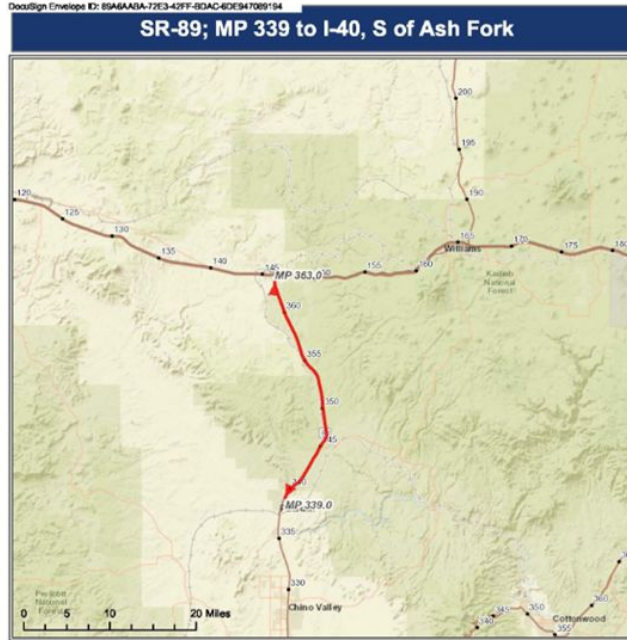 DocuSign Envelope ID: 89A6AABA-72E3-42FF-BDAC-6DE947089194
SR-89; MP 339 to I-40, S of Ash Fork
200
195
190
120
125
130
135
140
145
MP 363.0
155
160
165
Williams
170
175
180
Kaibab
National
Forest
360
355
350
345
MP 339.0
335
330
Chino Valley
Prescott
National
Forest
0 5 10 20 Miles
340
345
350
355
360
Cottonwood